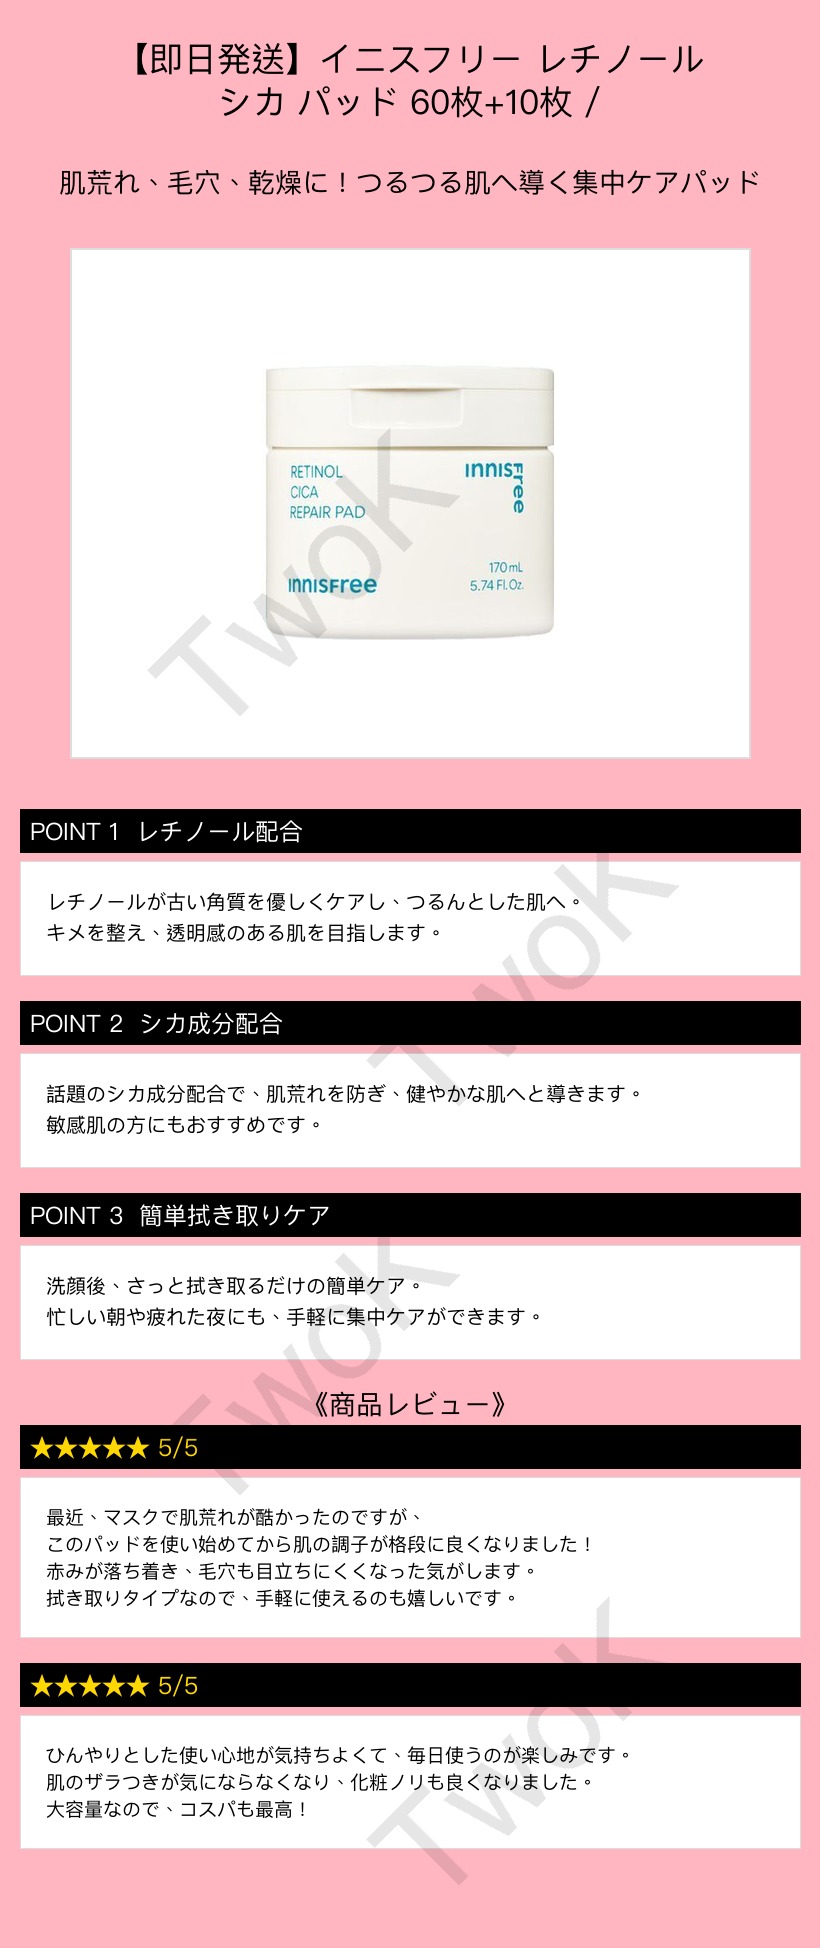 【即日発送】イニスフリー レチノール
シカ パッド 60枚+10枚 /
肌荒れ、毛穴、乾燥に！つるつる肌へ導く集中ケアパッド
RETINOL
CICA
REPAIR PAD
innisfree
innisfree
170 mL
5.74 Fl. Oz.
TwoK
POINT 1 レチノール配合
レチノールが古い角質を優しくケアし、つるんとした肌へ。
キメを整え、透明感のある肌を目指します。
TwoK
POINT 2 シカ成分配合
話題のシカ成分配合で、肌荒れを防ぎ、健やかな肌へと導きます。
敏感肌の方にもおすすめです。
POINT 3 簡単拭き取りケア
洗顔後、さっと拭き取るだけの簡単ケア。
忙しい朝や疲れた夜にも、手軽に集中ケアができます。
TwoK
《商品レビュー》
★★★★★ 5/5
最近、マスクで肌荒れが酷かったのですが、
このパッドを使い始めてから肌の調子が格段に良くなりました！
赤みが落ち着き、毛穴も目立ちにくくなった気がします。
拭き取りタイプなので、手軽に使えるのも嬉しいです。
★★★★★ 5/5
ひんやりとした使い心地が気持ちよくて、毎日使うのが楽しみです。
肌のザラつきが気にならなくなり、化粧ノリも良くなりました。
大容量なので、コスパも最高！
TwoK